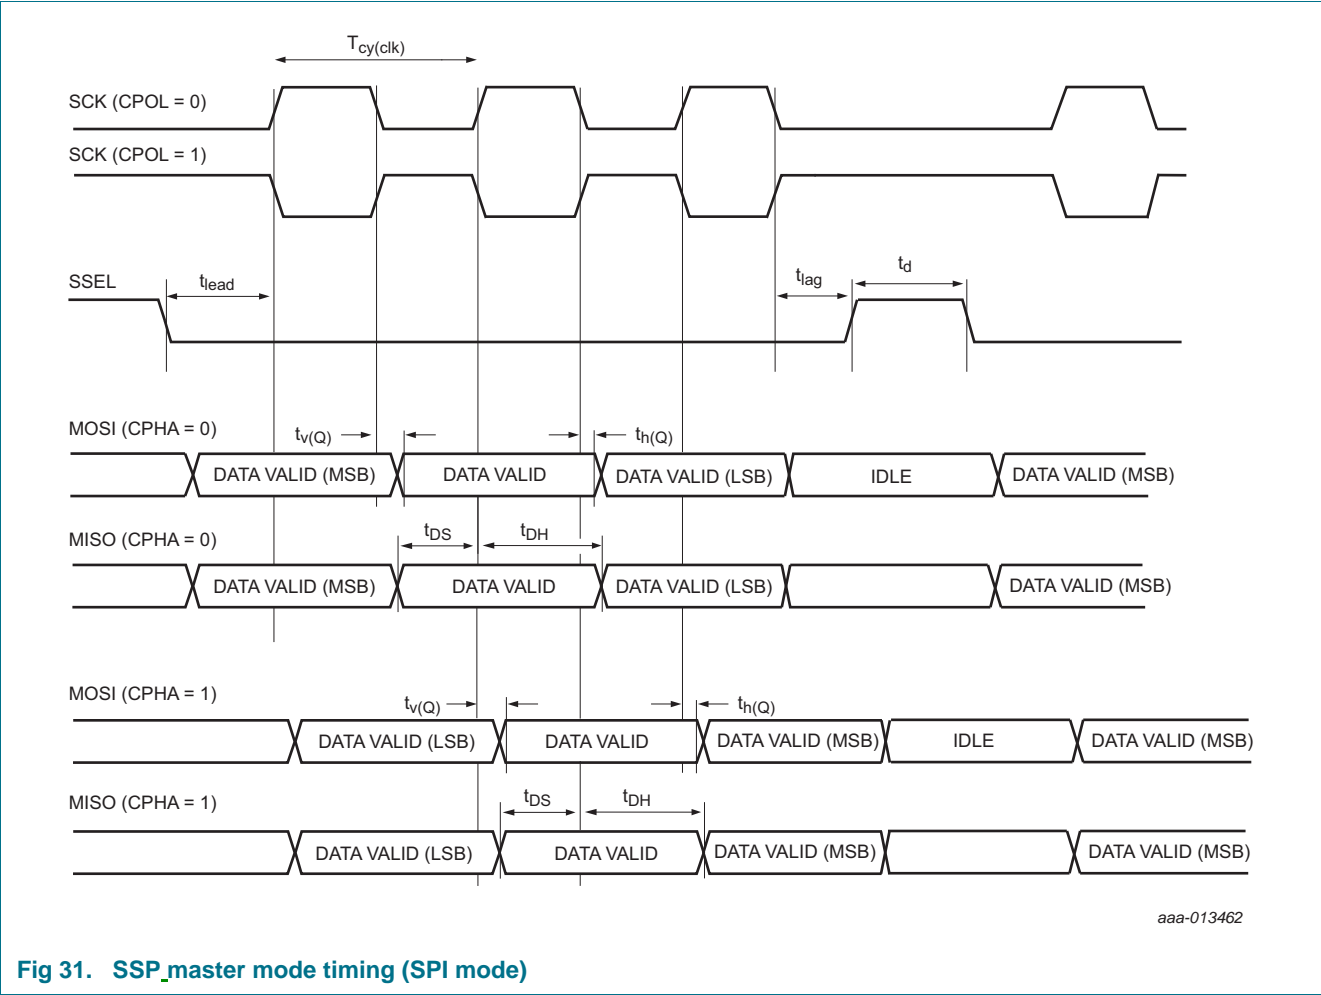 Tcy(clk)
SCK (CPOL = 0)
SCK (CPOL = 1)
SSEL
tlead
tlag
td
MOSI (CPHA = 0)
tv(Q)
th(Q)
DATA VALID (MSB)
DATA VALID
DATA VALID (LSB)
IDLE
DATA VALID (MSB)
MISO (CPHA = 0)
tDS
tDH
DATA VALID (MSB)
DATA VALID
DATA VALID (LSB)
DATA VALID (MSB)
MOSI (CPHA = 1)
tv(Q)
th(Q)
DATA VALID (LSB)
DATA VALID
DATA VALID (MSB)
IDLE
DATA VALID (MSB)
MISO (CPHA = 1)
tDS
tDH
DATA VALID (LSB)
DATA VALID
DATA VALID (MSB)
DATA VALID (MSB)
aaa-013462
Fig 31. SSP master mode timing (SPI mode)